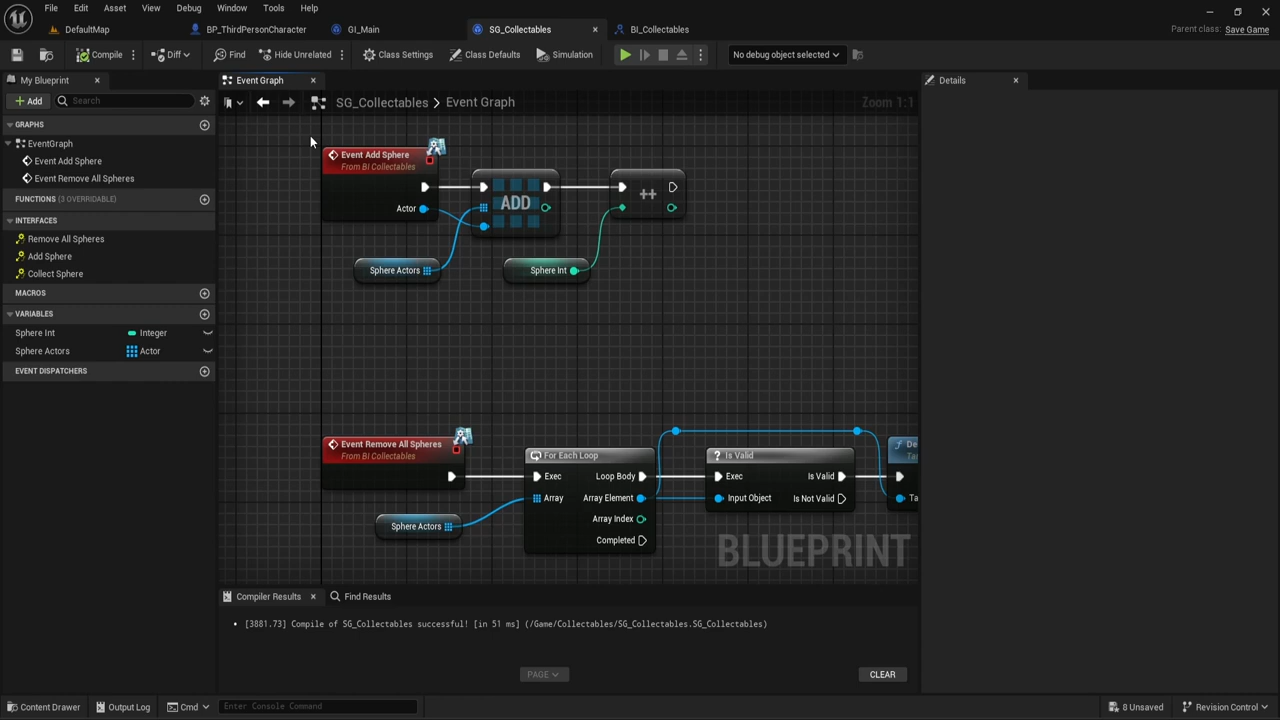 File Edit Asset View Debug Window Tools Help
DefaultMap BP_ThirdPersonCharacter GI_Main SG_Collectables BI_Collectables Parent class: Save Game
Compile Diff Find Hide Unrelated Class Settings Class Defaults Simulation No debug object selected
My Blueprint Event Graph Details
Add Search SG_Collectables > Event Graph Zoom 1:1
GRAPHS
EventGraph
Event Add Sphere
Event Remove All Spheres
FUNCTIONS (3 OVERRIDABLE)
INTERFACES
Remove All Spheres
Add Sphere
Collect Sphere
MACROS
VARIABLES
Sphere Int Integer
Sphere Actors Actor
EVENT DISPATCHERS
Event Add Sphere
From BI Collectables
Actor
ADD
++
Sphere Actors
Sphere Int
Event Remove All Spheres
From BI Collectables
Sphere Actors
For Each Loop
Exec Loop Body
Array Array Element
Array Index
Completed
Is Valid
Exec Is Valid
Input Object Is Not Valid
De
Ta
Ta
BLUEPRINT
Compiler Results Find Results
[3881.73] Compile of SG_Collectables successful! [in 51 ms] (/Game/Collectables/SG_Collectables.SG_Collectables)
PAGE CLEAR
Content Drawer Output Log Cmd Enter Console Command 8 Unsaved Revision Control